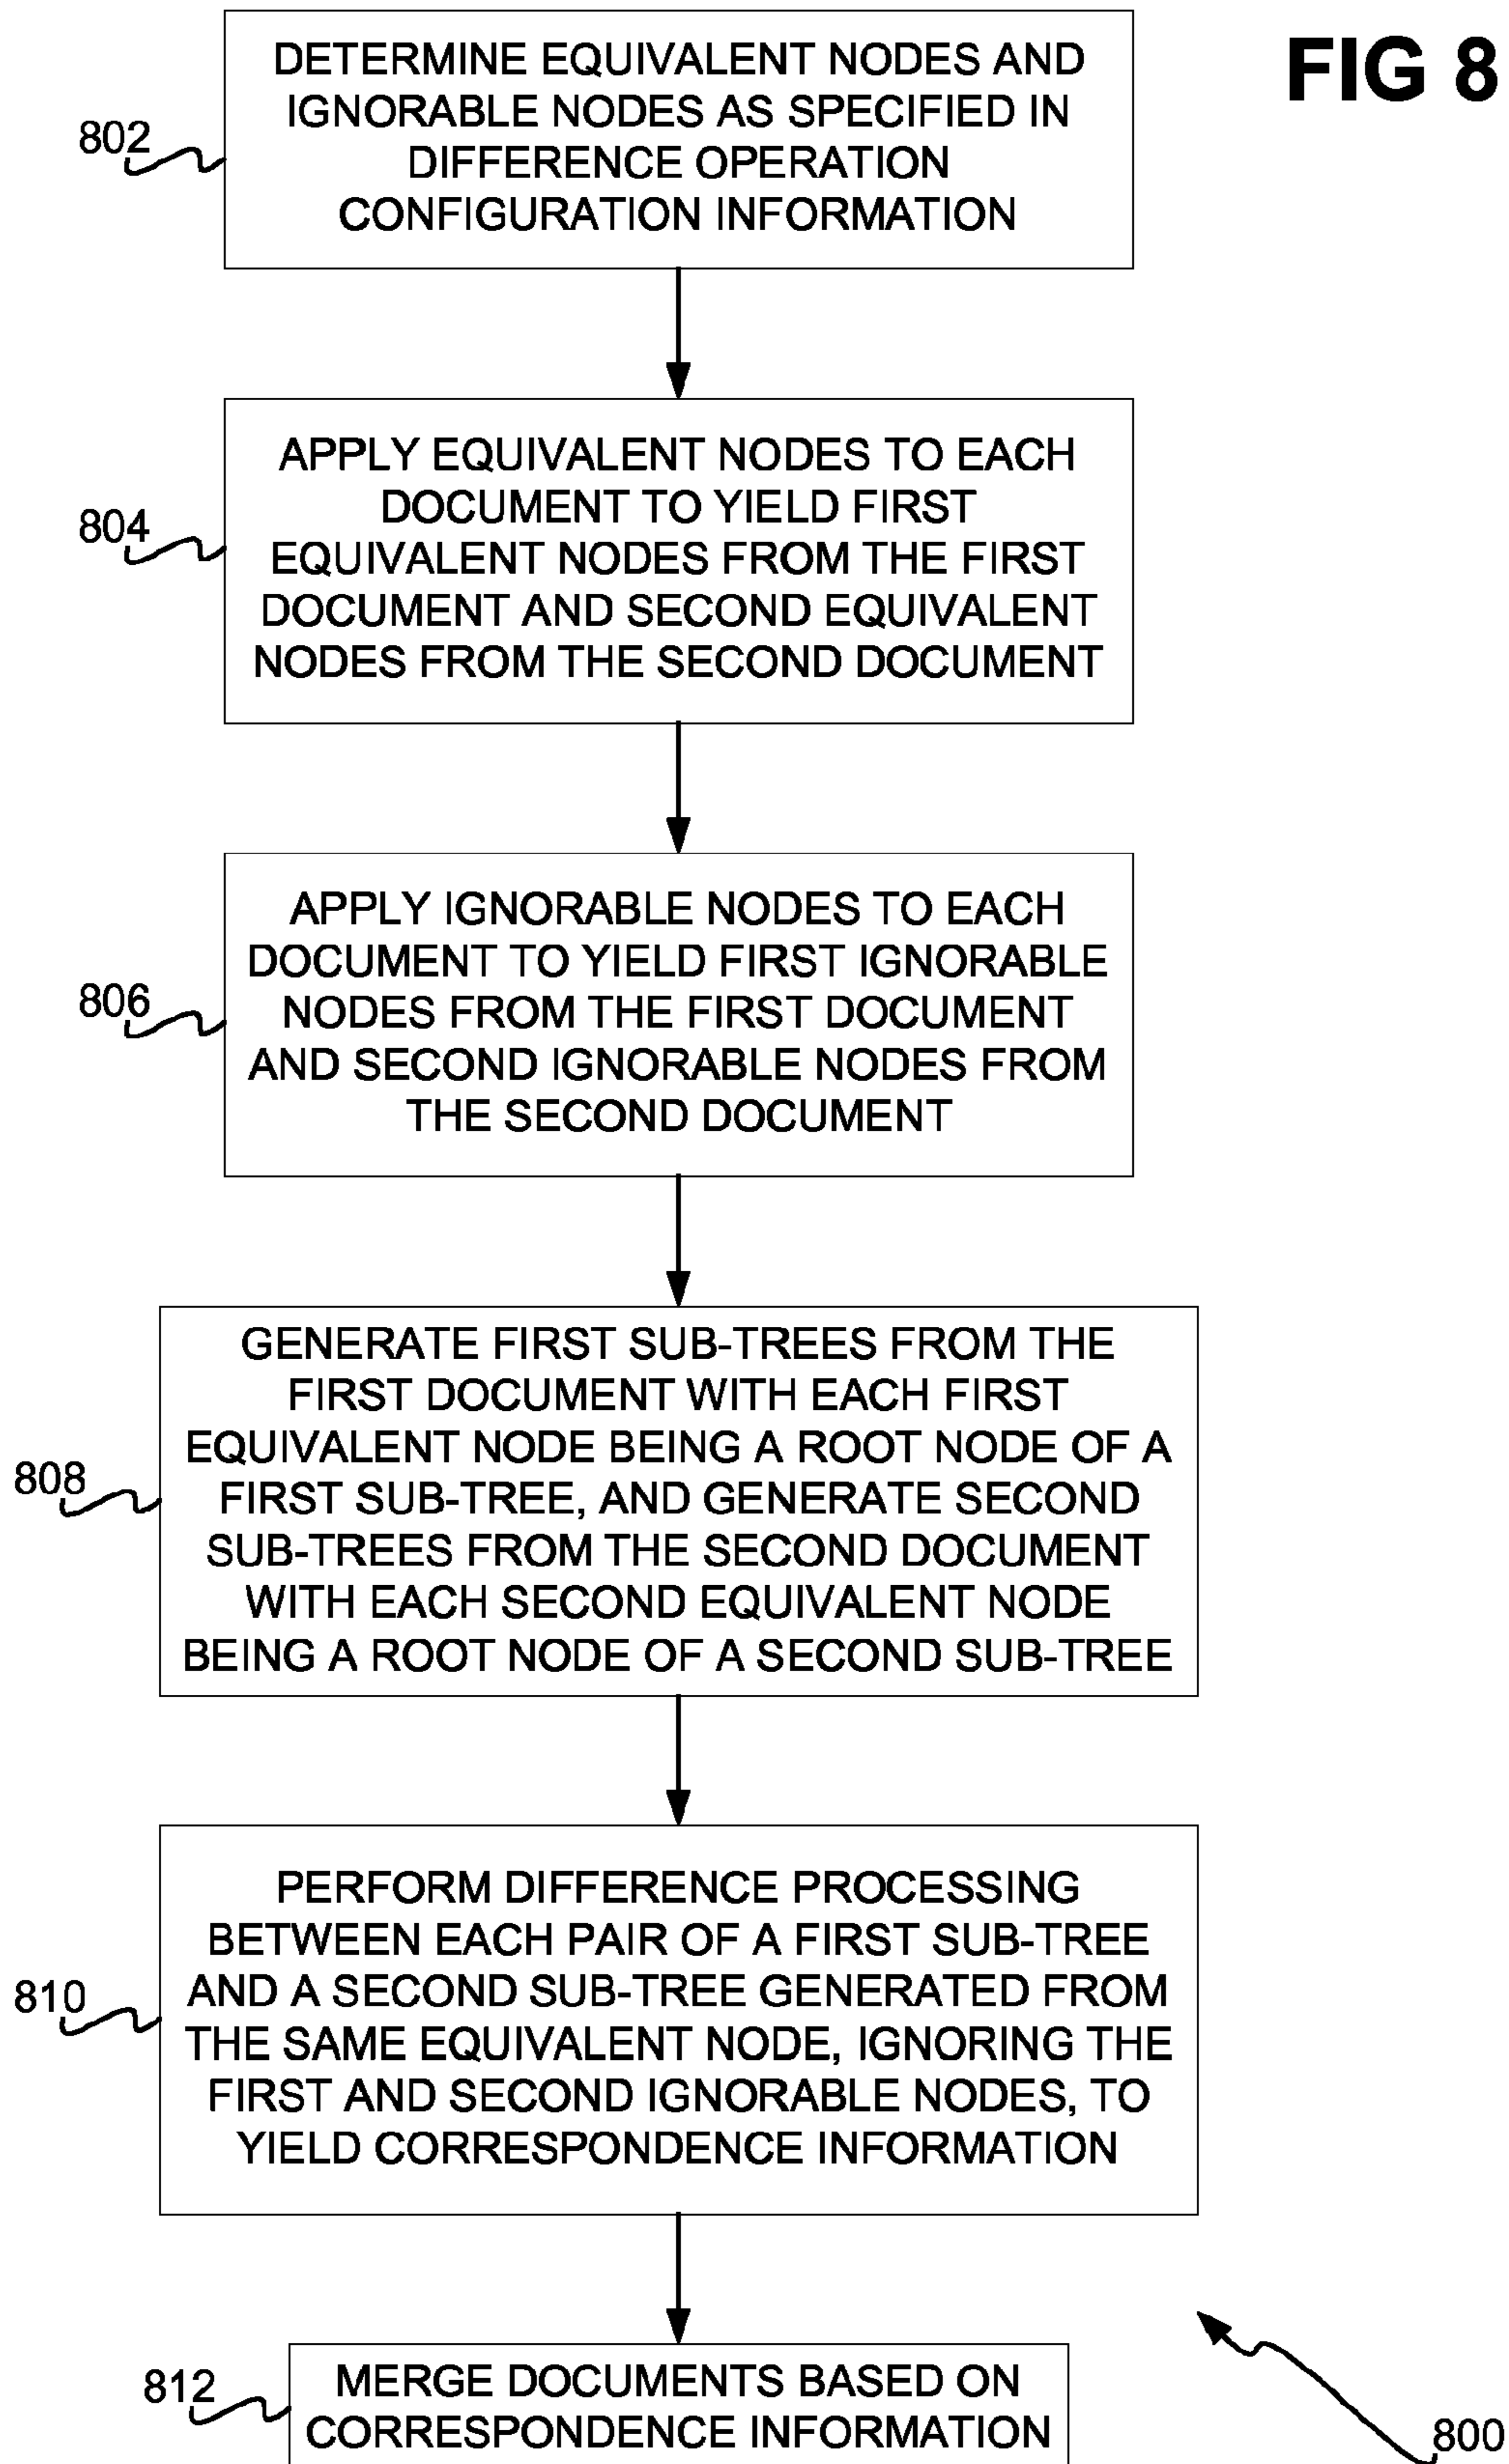 FIG 8
DETERMINE EQUIVALENT NODES AND
IGNORABLE NODES AS SPECIFIED IN
DIFFERENCE OPERATION
CONFIGURATION INFORMATION
802
APPLY EQUIVALENT NODES TO EACH
DOCUMENT TO YIELD FIRST
EQUIVALENT NODES FROM THE FIRST
DOCUMENT AND SECOND EQUIVALENT
NODES FROM THE SECOND DOCUMENT
804
APPLY IGNORABLE NODES TO EACH
DOCUMENT TO YIELD FIRST IGNORABLE
NODES FROM THE FIRST DOCUMENT
AND SECOND IGNORABLE NODES FROM
THE SECOND DOCUMENT
806
GENERATE FIRST SUB-TREES FROM THE
FIRST DOCUMENT WITH EACH FIRST
EQUIVALENT NODE BEING A ROOT NODE OF A
FIRST SUB-TREE, AND GENERATE SECOND
SUB-TREES FROM THE SECOND DOCUMENT
WITH EACH SECOND EQUIVALENT NODE
BEING A ROOT NODE OF A SECOND SUB-TREE
808
PERFORM DIFFERENCE PROCESSING
BETWEEN EACH PAIR OF A FIRST SUB-TREE
AND A SECOND SUB-TREE GENERATED FROM
THE SAME EQUIVALENT NODE, IGNORING THE
FIRST AND SECOND IGNORABLE NODES, TO
YIELD CORRESPONDENCE INFORMATION
810
MERGE DOCUMENTS BASED ON
CORRESPONDENCE INFORMATION
812
800